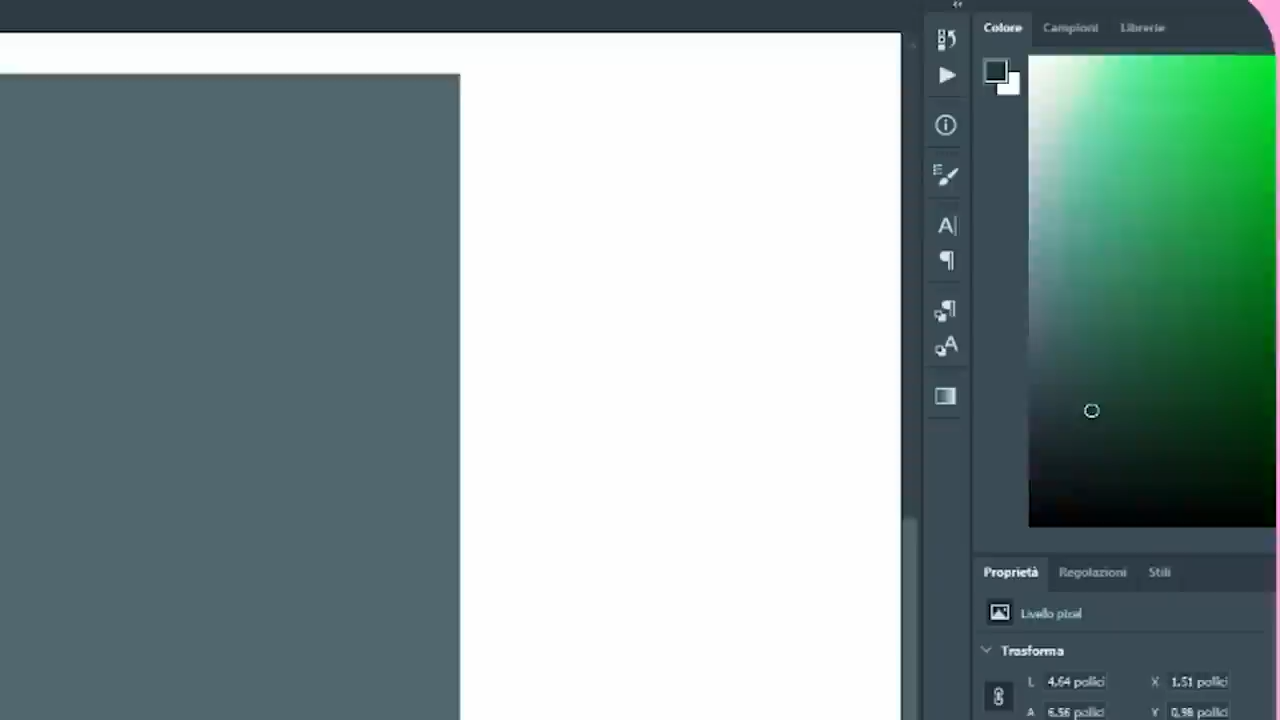 Colore Campioni Librerie
Proprietà Regolazioni Stili
Livello pixel
Trasforma
L 4.64 pollici X 1.51 pollici
A 6.56 pollici Y 0.98 pollici